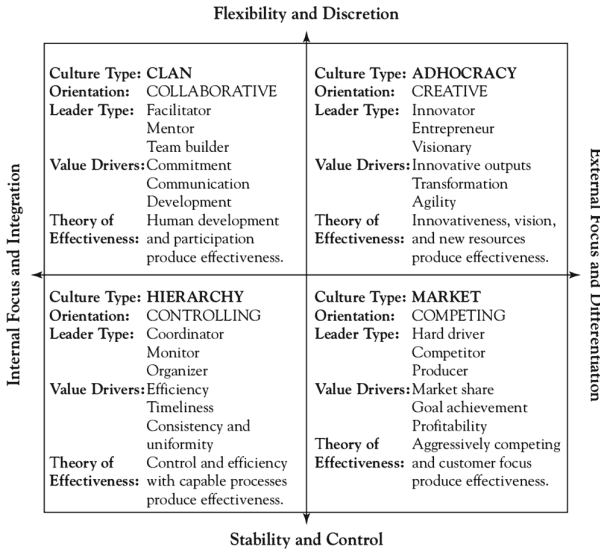 Flexibility and Discretion
Internal Focus and Integration
Culture Type: CLAN
Orientation: COLLABORATIVE
Leader Type: Facilitator
Mentor
Team builder
Value Drivers: Commitment
Communication
Development
Theory of Human development
Effectiveness: and participation
produce effectiveness.
Culture Type: ADHOCRACY
Orientation: CREATIVE
Leader Type: Innovator
Entrepreneur
Visionary
Value Drivers: Innovative outputs
Transformation
Agility
Theory of Innovativeness, vision,
Effectiveness: and new resources
produce effectiveness.
External Focus and Differentiation
Culture Type: HIERARCHY
Orientation: CONTROLLING
Leader Type: Coordinator
Monitor
Organizer
Value Drivers: Efficiency
Timeliness
Consistency and
uniformity
Theory of Control and efficiency
Effectiveness: with capable processes
produce effectiveness.
Culture Type: MARKET
Orientation: COMPETING
Leader Type: Hard driver
Competitor
Producer
Value Drivers: Market share
Goal achievement
Profitability
Theory of Aggressively competing
Effectiveness: and customer focus
produce effectiveness.
Stability and Control